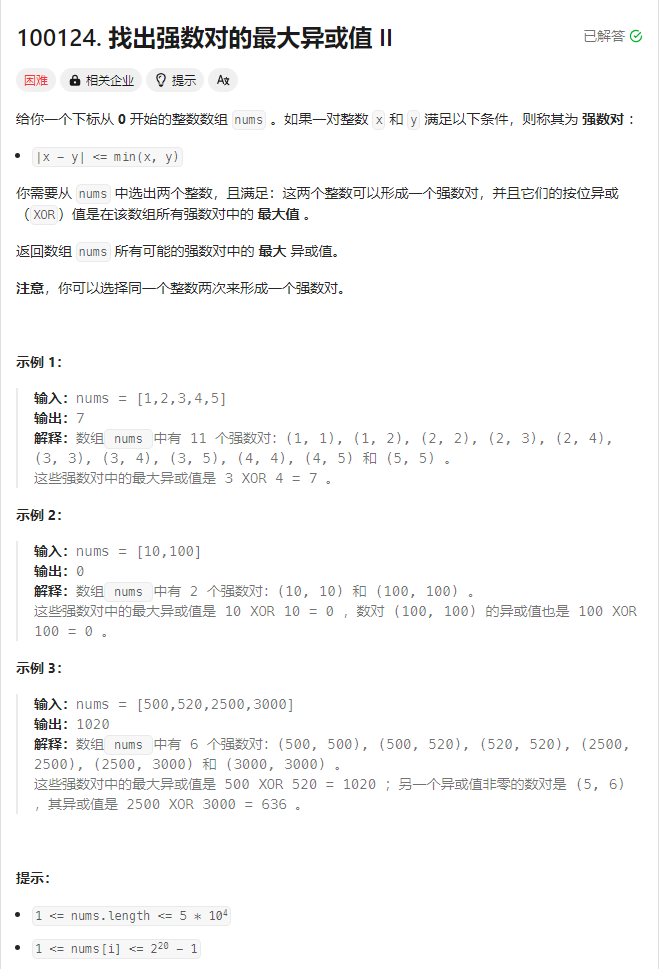 100124. 找出强数对的最大异或值 II
已解答
困难 相关企业 提示 Aあ
给你一个下标从 0 开始的整数数组 nums 。如果一对整数 x 和 y 满足以下条件，则称其为 强数对 ：
|x - y| <= min(x, y)
你需要从 nums 中选出两个整数，且满足：这两个整数可以形成一个强数对，并且它们的按位异或
（XOR）值是在该数组所有强数对中的 最大值 。
返回数组 nums 所有可能的强数对中的 最大 异或值。
注意，你可以选择同一个整数两次来形成一个强数对。
示例 1：
输入：nums = [1,2,3,4,5]
输出：7
解释：数组 nums 中有 11 个强数对：(1, 1), (1, 2), (2, 2), (2, 3), (2, 4),
(3, 3), (3, 4), (3, 5), (4, 4), (4, 5) 和 (5, 5) 。
这些强数对中的最大异或值是 3 XOR 4 = 7 。
示例 2：
输入：nums = [10,100]
输出：0
解释：数组 nums 中有 2 个强数对：(10, 10) 和 (100, 100) 。
这些强数对中的最大异或值是 10 XOR 10 = 0 ，数对 (100, 100) 的异或值也是 100 XOR
100 = 0 。
示例 3：
输入：nums = [500,520,2500,3000]
输出：1020
解释：数组 nums 中有 6 个强数对：(500, 500), (500, 520), (520, 520), (2500,
2500), (2500, 3000) 和 (3000, 3000) 。
这些强数对中的最大异或值是 500 XOR 520 = 1020 ；另一个异或值非零的数对是 (5, 6)
，其异或值是 2500 XOR 3000 = 636 。
提示：
1 <= nums.length <= 5 * 10⁴
1 <= nums[i] <= 2²⁰ - 1